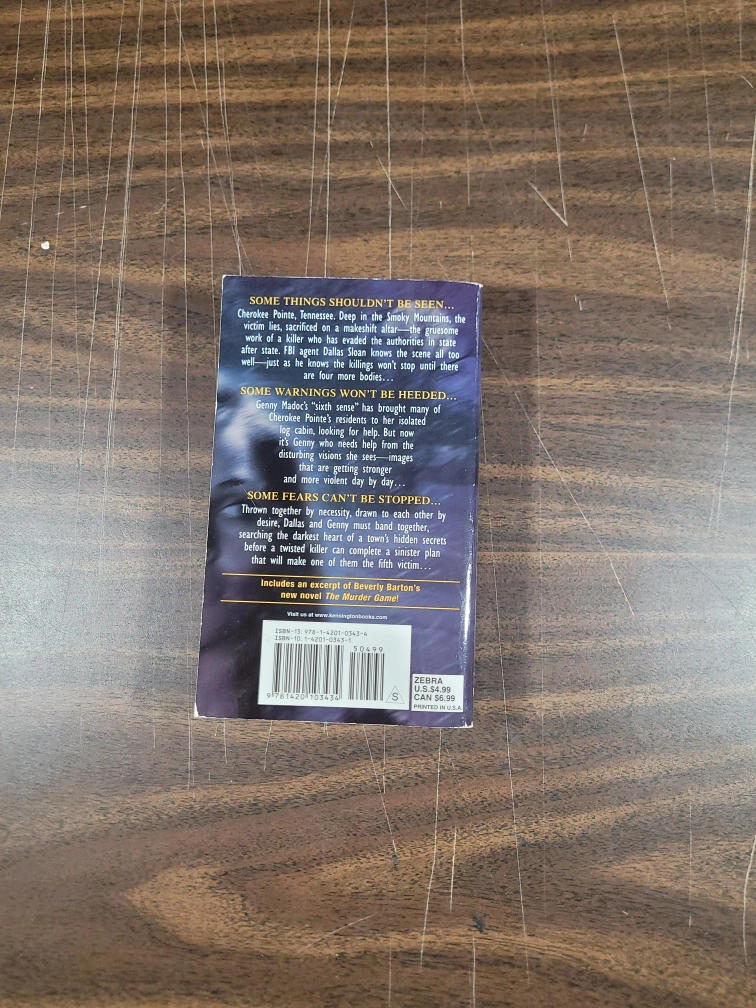 SOME THINGS SHOULDN'T BE SEEN...
Cherokee Pointe, Tennessee. Deep in the Smoky Mountains, the
victim lies, sacrificed on a makeshift altar—the gruesome
work of a killer who has evaded the authorities in state
after state. FBI agent Dallas Sloan knows the scene all too
well—just as he knows the killings won't stop until there
are four more bodies...
SOME WARNINGS WON'T BE HEEDED...
Genny Madoc's "sixth sense" has brought many of
Cherokee Pointe's residents to her isolated
log cabin, looking for help. But now
it's Genny who needs help from the
disturbing visions she sees—images
that are getting stronger
and more violent day by day...
SOME FEARS CAN'T BE STOPPED...
Thrown together by necessity, drawn to each other by
desire, Dallas and Genny must band together,
searching the darkest heart of a town's hidden secrets
before a twisted killer can complete a sinister plan
that will make one of them the fifth victim...
Includes an excerpt of Beverly Barton's
new novel The Murder Game!
Visit us at www.kensingtonbooks.com
ISBN-13: 978-1-4201-0343-4
ISBN-10: 1-4201-0343-1
50499
9 781420 103434
S
ZEBRA
U.S.$4.99
CAN $6.99
PRINTED IN U.S.A.